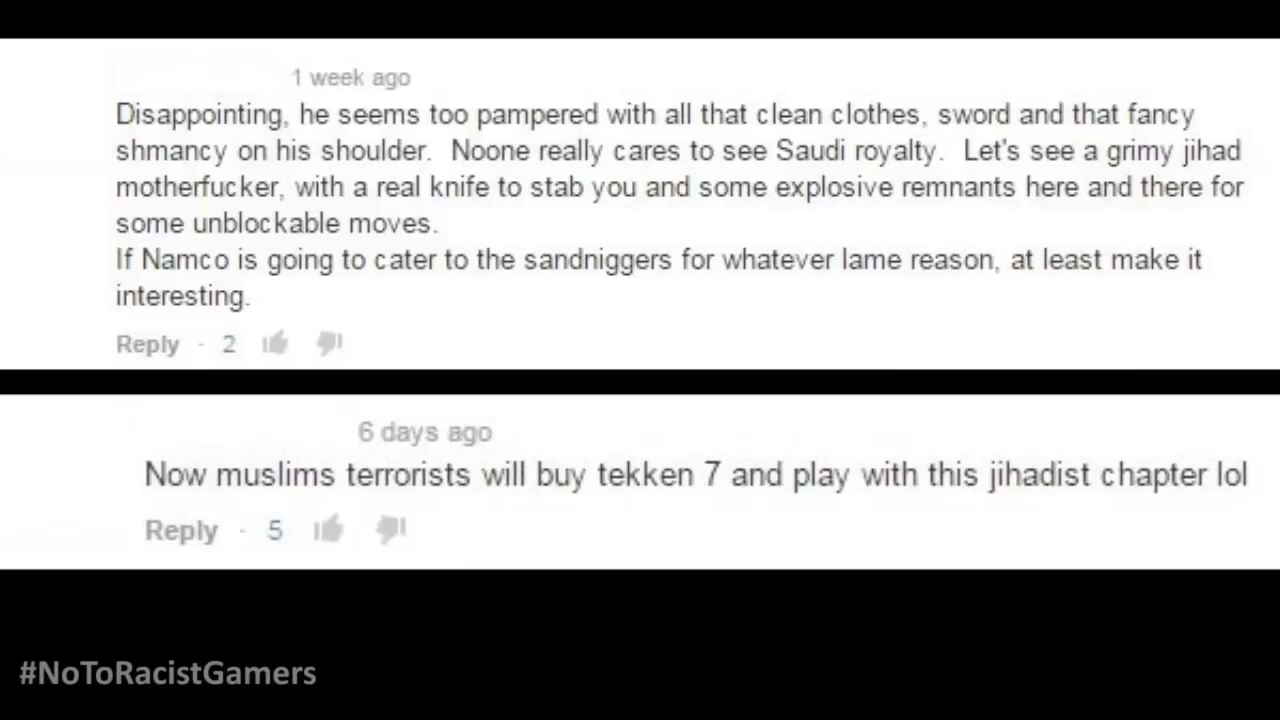 1 week ago
Disappointing, he seems too pampered with all that clean clothes, sword and that fancy
shmancy on his shoulder.  Noone really cares to see Saudi royalty.  Let's see a grimy jihad
motherfucker, with a real knife to stab you and some explosive remnants here and there for
some unblockable moves.
If Namco is going to cater to the sandniggers for whatever lame reason, at least make it
interesting.
Reply · 2
6 days ago
Now muslims terrorists will buy tekken 7 and play with this jihadist chapter lol
Reply · 5
#NoToRacistGamers